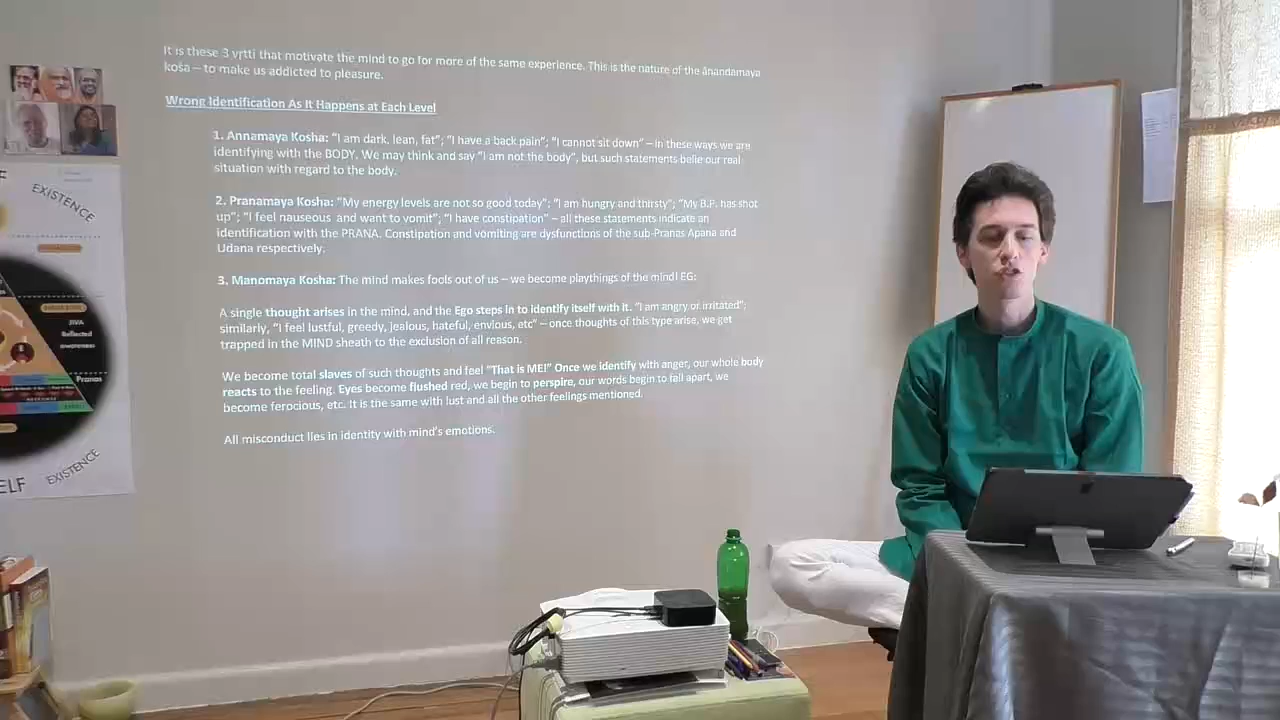 It is these 3 vṛtti that motivate the mind to go for more of the same experience. This is the nature of the ānandamaya
kośa – to make us addicted to pleasure.
Wrong Identification As It Happens at Each Level
1. Annamaya Kosha: "I am dark, lean, fat"; "I have a back pain"; "I cannot sit down" – in these ways we are
identifying with the BODY. We may think and say "I am not the body", but such statements belie our real
situation with regard to the body.
2. Pranamaya Kosha: "My energy levels are not so good today"; "I am hungry and thirsty"; "My B.P. has shot
up"; "I feel nauseous and want to vomit"; "I have constipation" – all these statements indicate an
identification with the PRANA. Constipation and vomiting are dysfunctions of the sub-Pranas Apana and
Udana respectively.
3. Manomaya Kosha: The mind makes fools out of us – we become playthings of the mind! EG:
A single thought arises in the mind, and the Ego steps in to identify itself with it. "I am angry or irritated";
similarly, "I feel lustful, greedy, jealous, hateful, envious, etc" – once thoughts of this type arise, we get
trapped in the MIND sheath to the exclusion of all reason.
We become total slaves of such thoughts and feel "That is ME!" Once we identify with anger, our whole body
reacts to the feeling. Eyes become flushed red, we begin to perspire, our words begin to fall apart, we
become ferocious, etc. It is the same with lust and all the other feelings mentioned.
All misconduct lies in identity with mind's emotions.
EXISTENCE
JIVA
Reflected
awareness
Pranas
EXISTENCE
ELF